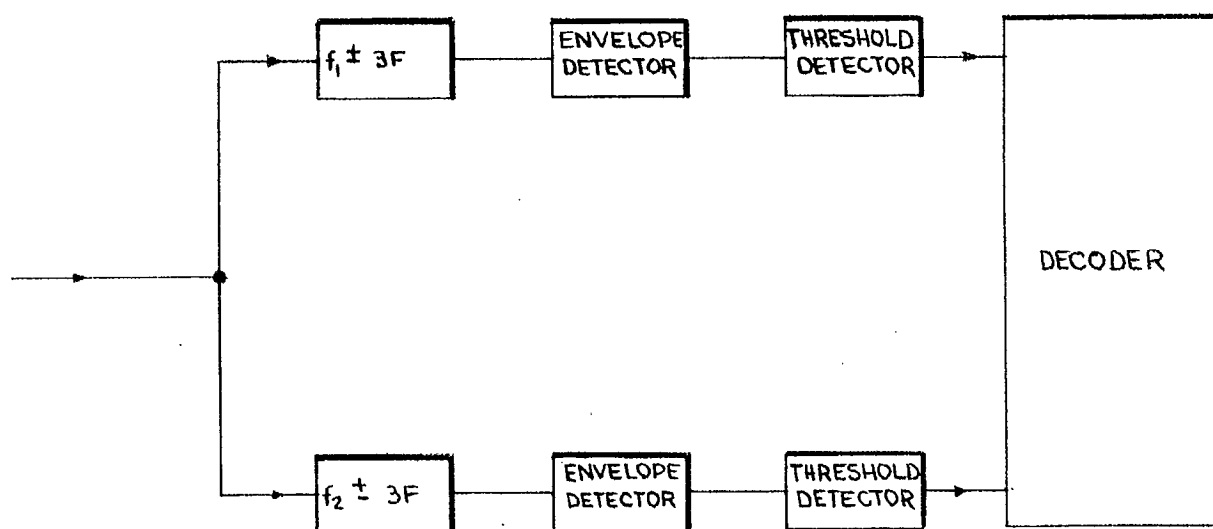 f₁ ± 3F
ENVELOPE
DETECTOR
THRESHOLD
DETECTOR
DECODER
f₂ ± 3F
ENVELOPE
DETECTOR
THRESHOLD
DETECTOR